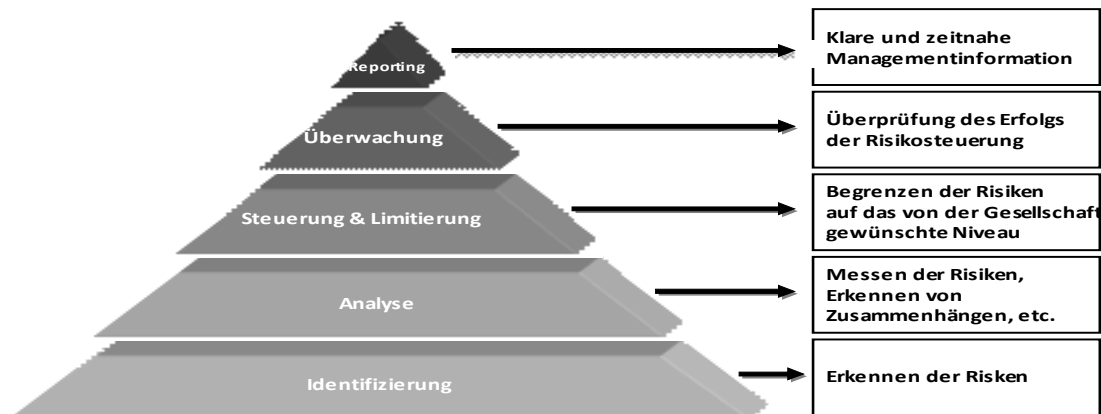 Reporting
Klare und zeitnahe
Managementinformation
Überwachung
Überprüfung des Erfolgs
der Risikosteuerung
Steuerung & Limitierung
Begrenzen der Risiken
auf das von der Gesellschaft
gewünschte Niveau
Analyse
Messen der Risiken,
Erkennen von
Zusammenhängen, etc.
Identifizierung
Erkennen der Risken